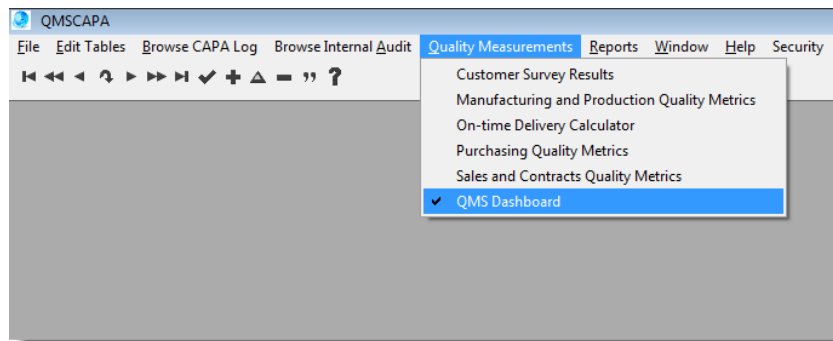 QMSCAPA
File Edit Tables Browse CAPA Log Browse Internal Audit Quality Measurements Reports Window Help Security
Customer Survey Results
Manufacturing and Production Quality Metrics
On-time Delivery Calculator
Purchasing Quality Metrics
Sales and Contracts Quality Metrics
QMS Dashboard